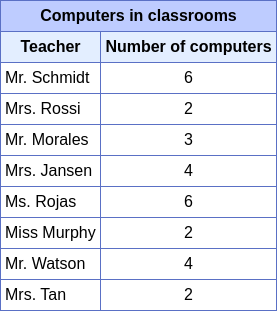 Computers in classrooms
Teacher Number of computers
Mr. Schmidt 6
Mrs. Rossi 2
Mr. Morales 3
Mrs. Jansen 4
Ms. Rojas 6
Miss Murphy 2
Mr. Watson 4
Mrs. Tan 2